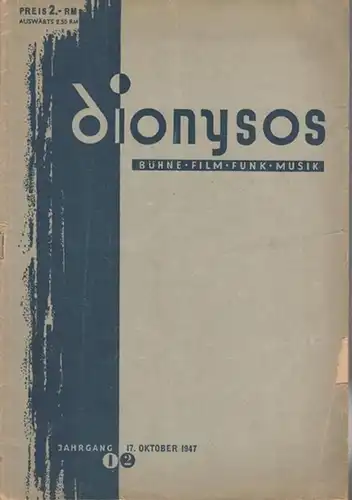 PREIS 2.- RM
AUSWÄRTS 2.50 RM
dionysos
BÜHNE · FILM · FUNK · MUSIK
JAHRGANG 17. OKTOBER 1947
1 2